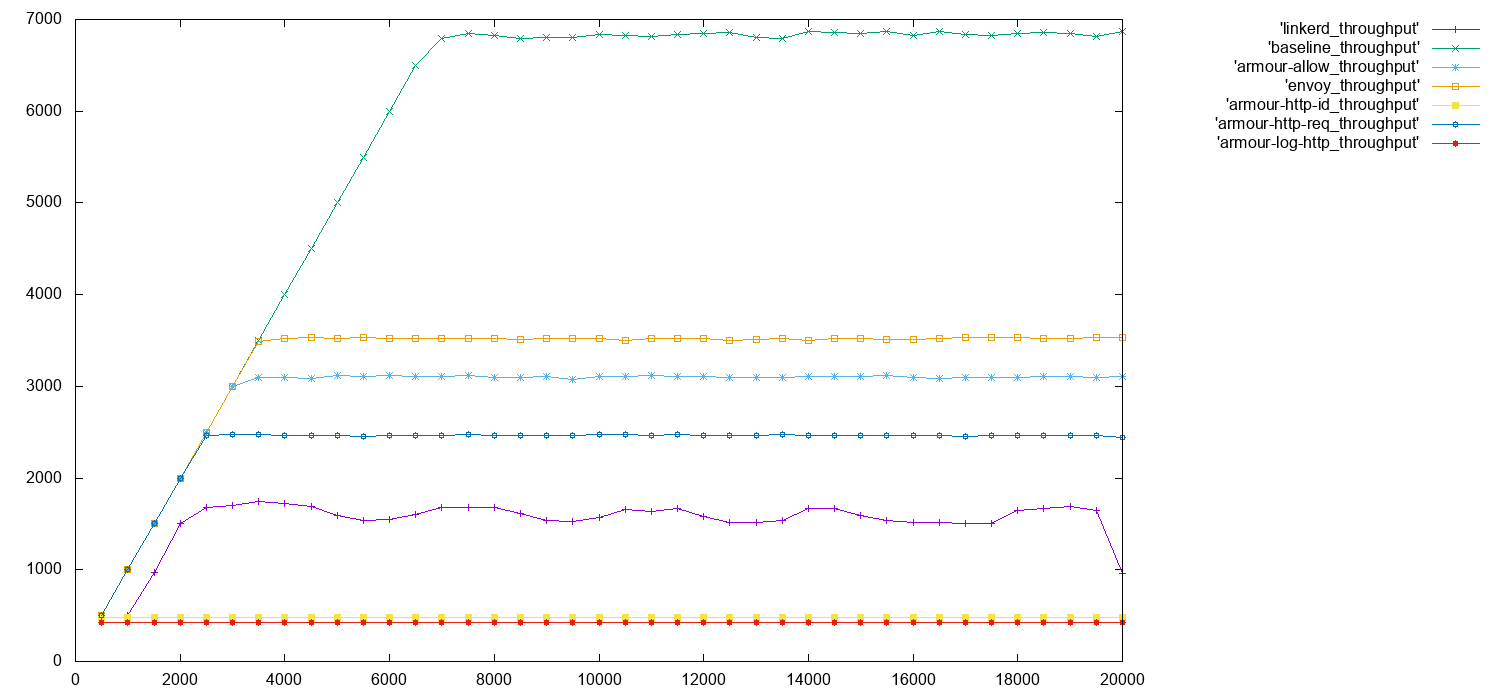 7000
6000
5000
4000
3000
2000
1000
0
0 2000 4000 6000 8000 10000 12000 14000 16000 18000 20000
'linkerd_throughput'
'baseline_throughput'
'armour-allow_throughput'
'envoy_throughput'
'armour-http-id_throughput'
'armour-http-req_throughput'
'armour-log-http_throughput'